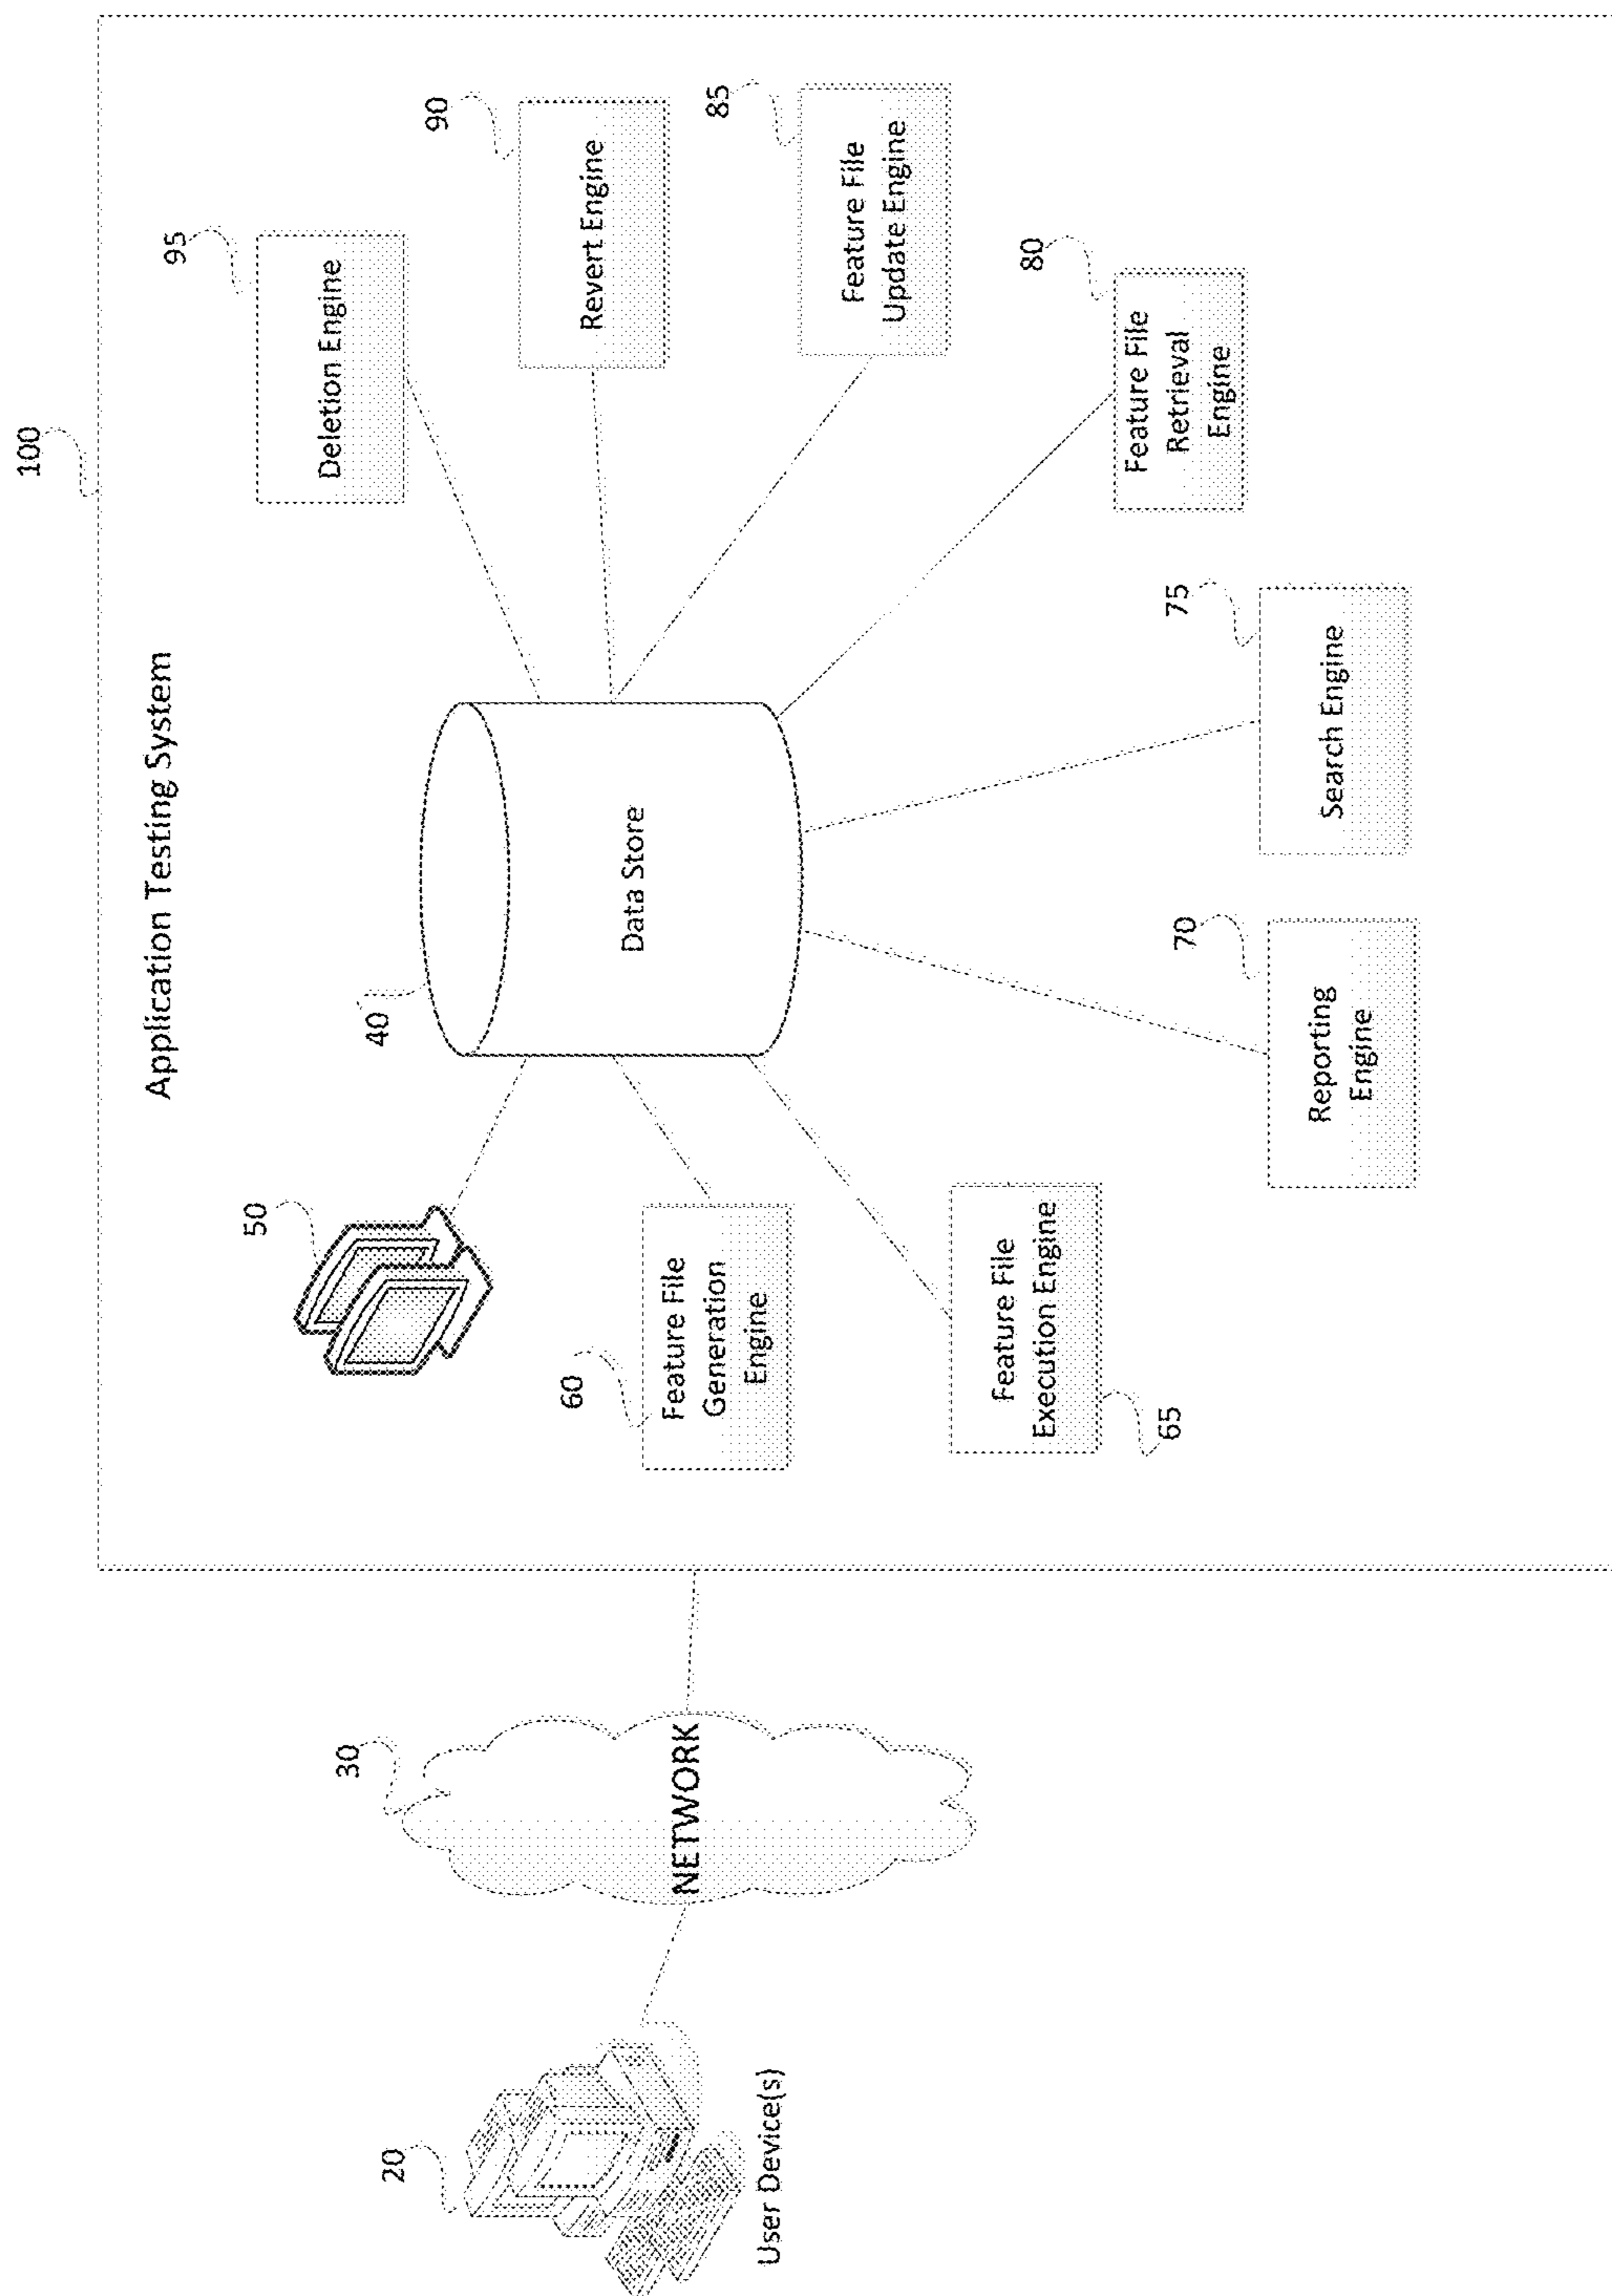 100
Application Testing System
20
User Device(s)
30
NETWORK
50
40
Data Store
60
Feature File
Generation
Engine
65
Feature File
Execution Engine
70
Reporting
Engine
75
Search Engine
80
Feature File
Retrieval
Engine
85
Feature File
Update Engine
90
Revert Engine
95
Deletion Engine